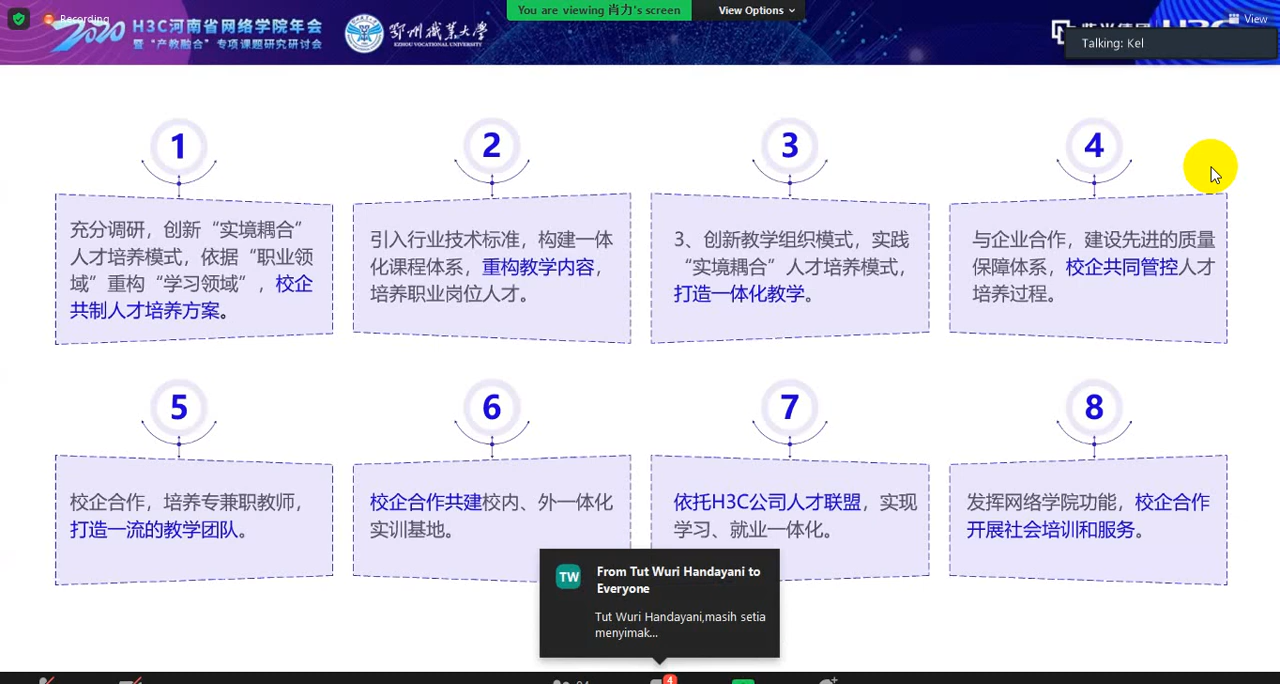 Recording
You are viewing 肖力's screen
View Options
View
2020 H3C河南省网络学院年会
暨“产教融合”专项课题研究研讨会
鄂州職業大學
EZHOU VOCATIONAL UNIVERSITY
Talking: Kel
1
充分调研，创新“实境耦合”
人才培养模式，依据“职业领
域”重构“学习领域”，校企
共制人才培养方案。
2
引入行业技术标准，构建一体
化课程体系，重构教学内容，
培养职业岗位人才。
3
3、创新教学组织模式，实践
“实境耦合”人才培养模式，
打造一体化教学。
4
与企业合作，建设先进的质量
保障体系，校企共同管控人才
培养过程。
5
校企合作，培养专兼职教师，
打造一流的教学团队。
6
校企合作共建校内、外一体化
实训基地。
7
依托H3C公司人才联盟，实现
学习、就业一体化。
8
发挥网络学院功能，校企合作
开展社会培训和服务。
TW
From Tut Wuri Handayani to
Everyone
Tut Wuri Handayani,masih setia
menyimak...
4